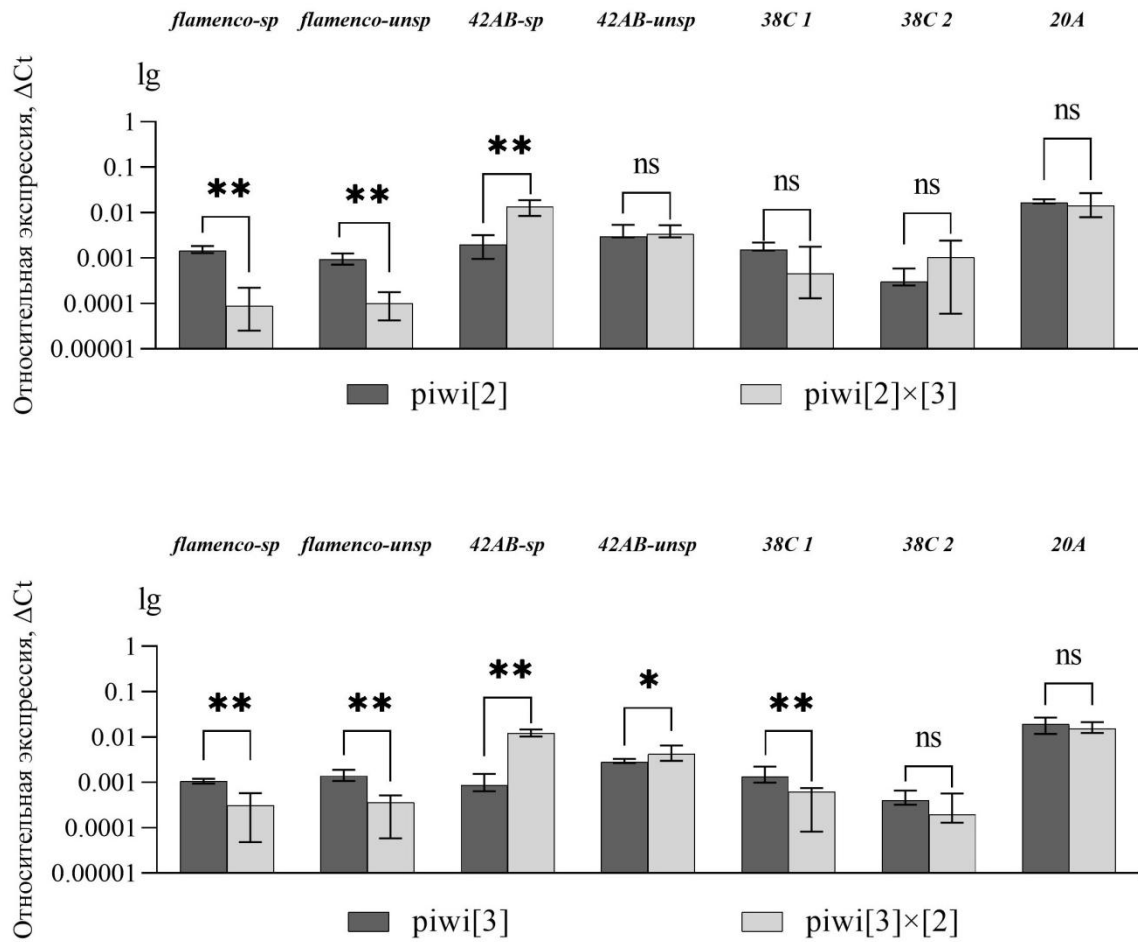 flamenco-sp flamenco-unsp 42AB-sp 42AB-unsp 38C 1 38C 2 20A
Относительная экспрессия, ΔCt
lg
1
0.1
0.01
0.001
0.0001
0.00001
** ** ** ns ns ns ns
piwi[2] piwi[2]×[3]
flamenco-sp flamenco-unsp 42AB-sp 42AB-unsp 38C 1 38C 2 20A
Относительная экспрессия, ΔCt
lg
1
0.1
0.01
0.001
0.0001
0.00001
** ** ** * ** ns ns
piwi[3] piwi[3]×[2]